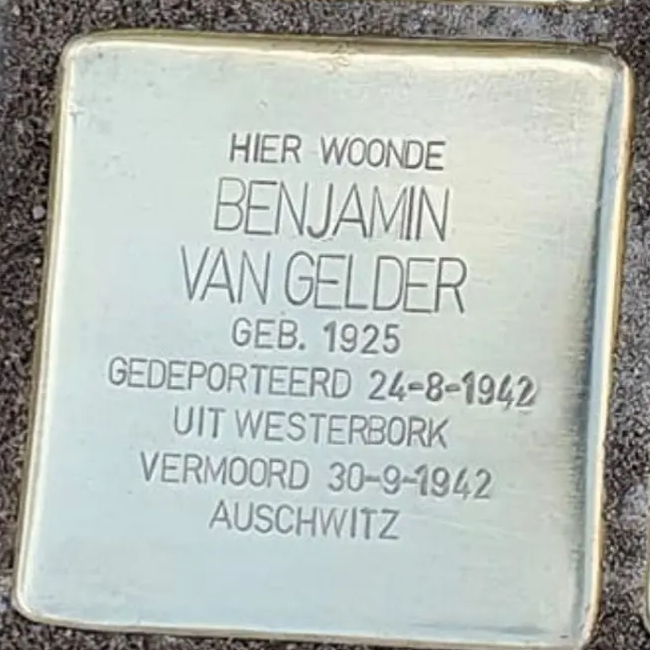 HIER WOONDE
BENJAMIN
VAN GELDER
GEB. 1925
GEDEPORTEERD 24-8-1942
UIT WESTERBORK
VERMOORD 30-9-1942
AUSCHWITZ